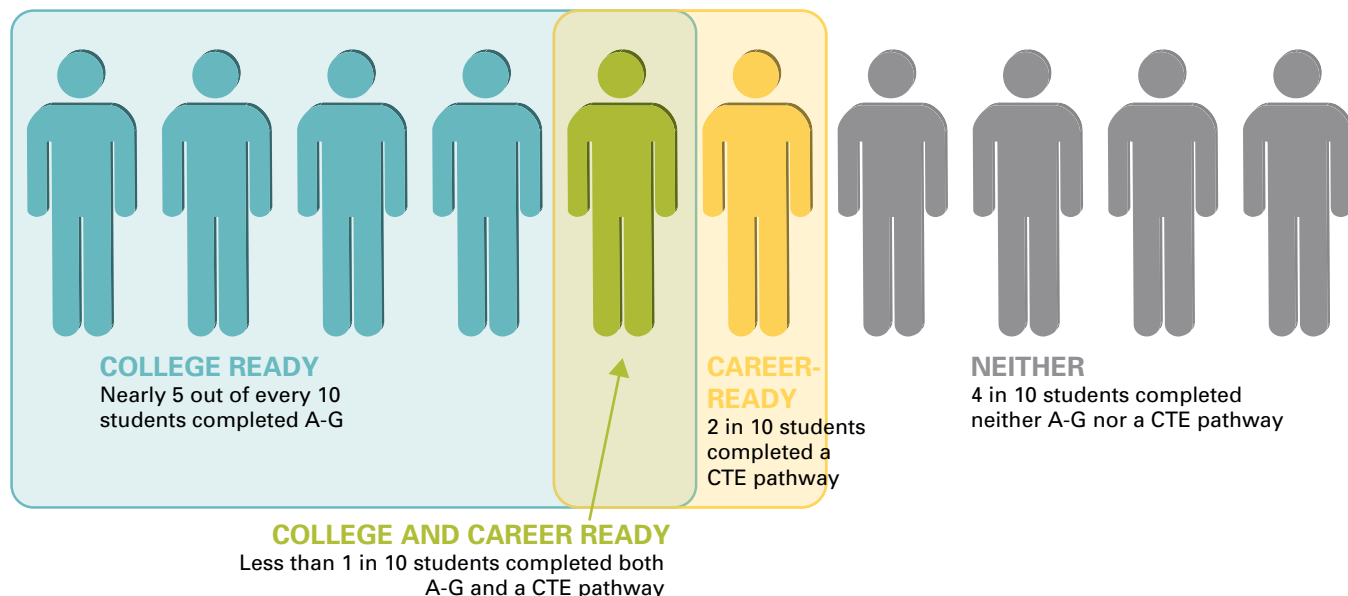 COLLEGE READY
Nearly 5 out of every 10
students completed A-G
CAREER-
READY
2 in 10 students
completed a
CTE pathway
NEITHER
4 in 10 students completed
neither A-G nor a CTE pathway
COLLEGE AND CAREER READY
Less than 1 in 10 students completed both
A-G and a CTE pathway